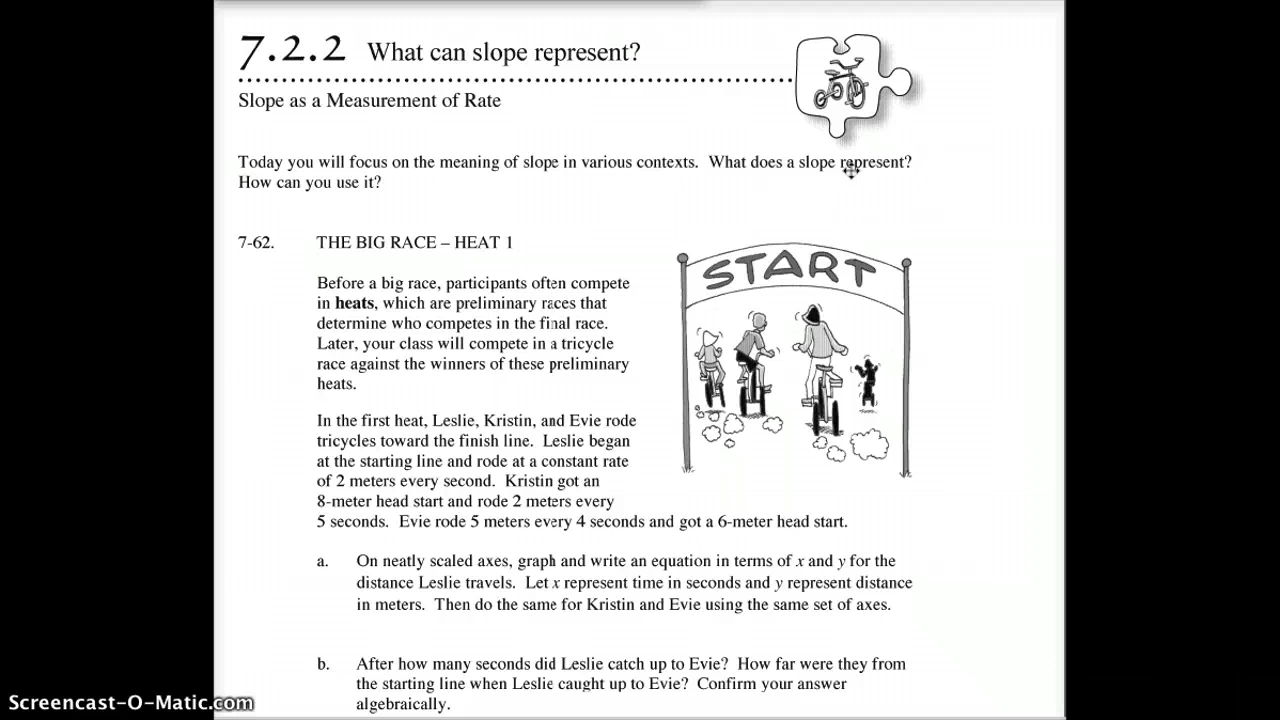 7.2.2 What can slope represent?
Slope as a Measurement of Rate
Today you will focus on the meaning of slope in various contexts. What does a slope represent?
How can you use it?
7-62. THE BIG RACE – HEAT 1
START
Before a big race, participants often compete
in heats, which are preliminary races that
determine who competes in the final race.
Later, your class will compete in a tricycle
race against the winners of these preliminary
heats.
In the first heat, Leslie, Kristin, and Evie rode
tricycles toward the finish line. Leslie began
at the starting line and rode at a constant rate
of 2 meters every second. Kristin got an
8-meter head start and rode 2 meters every
5 seconds. Evie rode 5 meters every 4 seconds and got a 6-meter head start.
a. On neatly scaled axes, graph and write an equation in terms of x and y for the
distance Leslie travels. Let x represent time in seconds and y represent distance
in meters. Then do the same for Kristin and Evie using the same set of axes.
b. After how many seconds did Leslie catch up to Evie? How far were they from
the starting line when Leslie caught up to Evie? Confirm your answer
algebraically.
Screencast-O-Matic.com